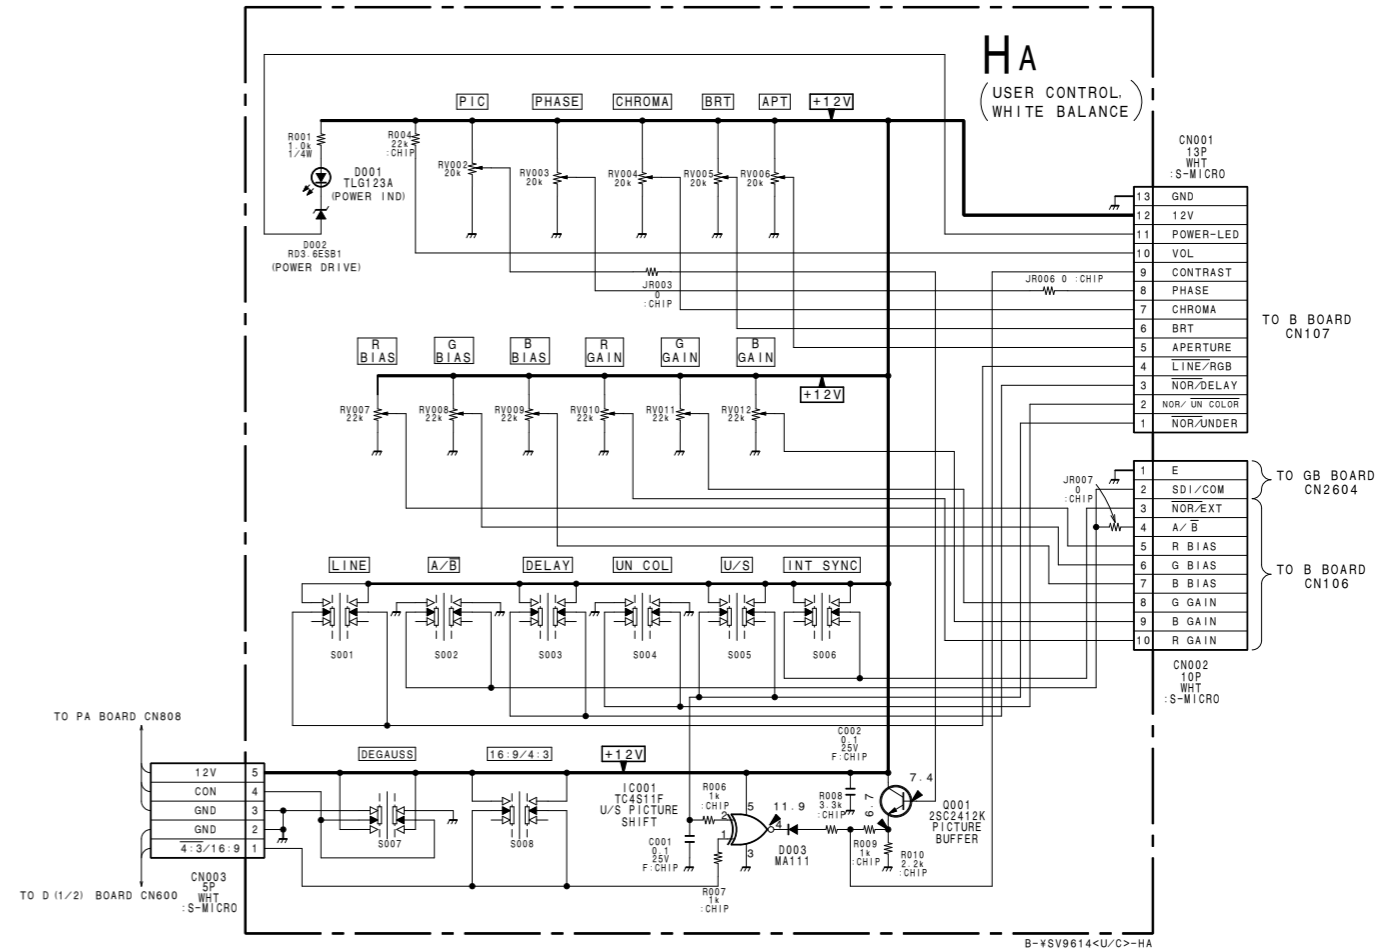 HA
(USER CONTROL,
WHITE BALANCE)
PIC
PHASE
CHROMA
BRT
APT
+12V
R001
1.0k
1/4W
D001
TLG123A
(POWER IND)
D002
RD3.6ESB1
(POWER DRIVE)
R004
22k
:CHIP
RV002
20k
RV003
20k
RV004
20k
RV005
20k
RV006
20k
JR003
0
:CHIP
JR006 0 :CHIP
CN001
13P
WHT
:S-MICRO
13 GND
12 12V
11 POWER-LED
10 VOL
9 CONTRAST
8 PHASE
7 CHROMA
6 BRT
5 APERTURE
4 LINE/RGB
3 NOR/DELAY
2 NOR/ UN COLOR
1 NOR/UNDER
TO B BOARD
CN107
R
BIAS
G
BIAS
B
BIAS
R
GAIN
G
GAIN
B
GAIN
+12V
RV007
22k
RV008
22k
RV009
22k
RV010
22k
RV011
22k
RV012
22k
JR007
0
:CHIP
1 E
2 SDI/COM
3 NOR/EXT
4 A/B̅
5 R BIAS
6 G BIAS
7 B BIAS
8 G GAIN
9 B GAIN
10 R GAIN
TO GB BOARD
CN2604
TO B BOARD
CN106
CN002
10P
WHT
:S-MICRO
LINE
A/B̅
DELAY
UN COL
U/S
INT SYNC
S001
S002
S003
S004
S005
S006
TO PA BOARD CN808
12V 5
CON 4
GND 3
GND 2
4:3/16:9 1
CN003
5P
WHT
:S-MICRO
TO D(1/2) BOARD CN600
DEGAUSS
16:9/4:3
+12V
S007
S008
IC001
TC4S11F
U/S PICTURE
SHIFT
R006
1k
:CHIP
C001
0.1
25V
F:CHIP
R007
1k
:CHIP
2
1
5
4
3
11.9
D003
MA111
C002
0.1
25V
F:CHIP
R008
3.3k
:CHIP
6.7
7.4
R009
1k
:CHIP
R010
2.2k
:CHIP
Q001
2SC2412K
PICTURE
BUFFER
B-¥SV9614<U/C>-HA